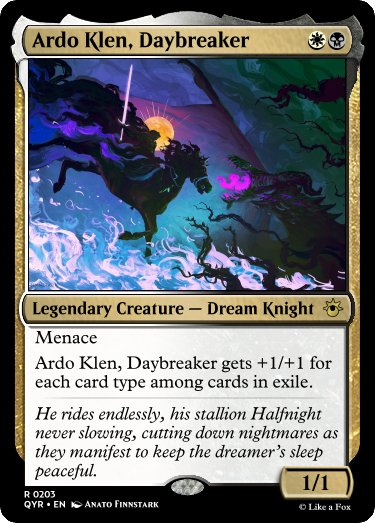 Ardo Klen, Daybreaker
Legendary Creature — Dream Knight
Menace
Ardo Klen, Daybreaker gets +1/+1 for
each card type among cards in exile.
He rides endlessly, his stallion Halfnight
never slowing, cutting down nightmares as
they manifest to keep the dreamer's sleep
peaceful.
1/1
R 0203
QYR • EN Anato Finnstark
© Like a Fox